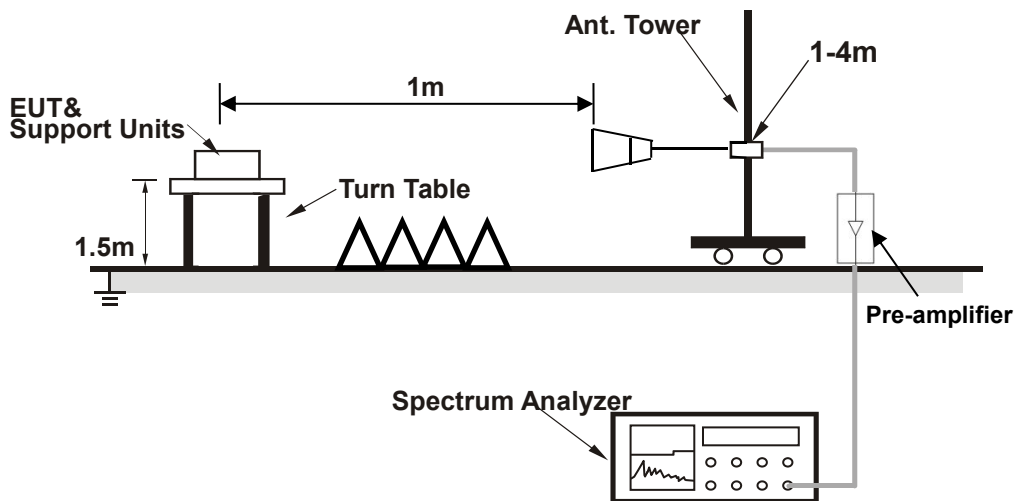 Ant. Tower
1-4m
1m
EUT&
Support Units
Turn Table
1.5m
Pre-amplifier
Spectrum Analyzer